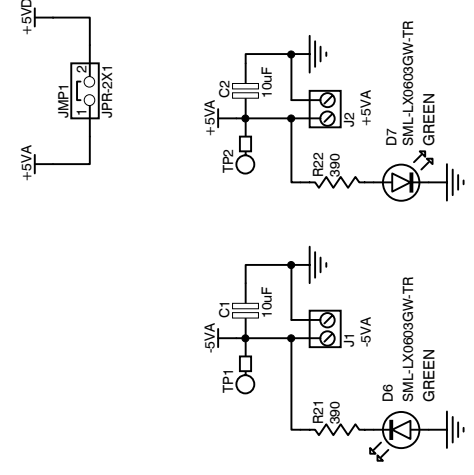 +5VD
JMP1
2
1
JPR-2X1
+5VA
+5VA
C2
10uF
TP2
J2
+5VA
R22
390
D7
SML-LX0603GW-TR
GREEN
-5VA
C1
10uF
TP1
J1
-5VA
R21
390
D6
SML-LX0603GW-TR
GREEN